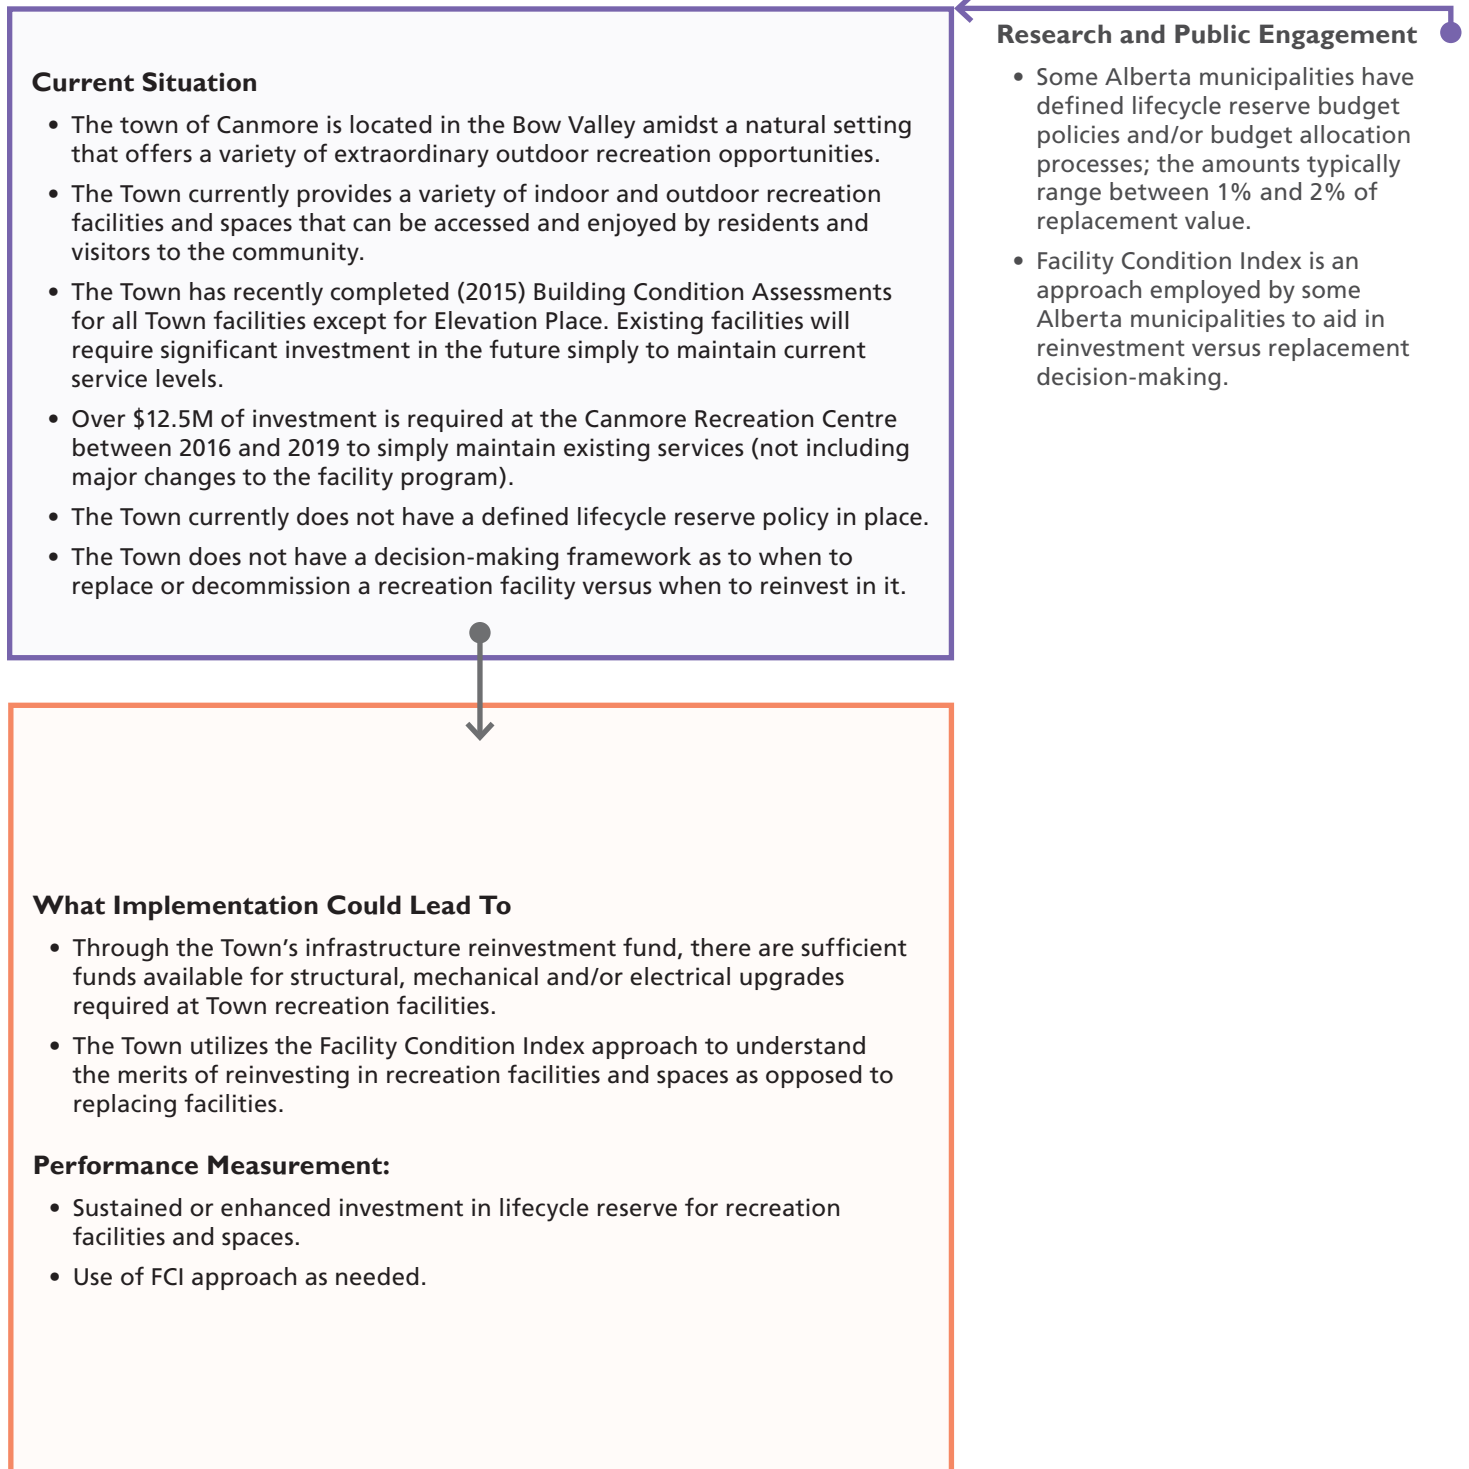 Current Situation
• The town of Canmore is located in the Bow Valley amidst a natural setting
that offers a variety of extraordinary outdoor recreation opportunities.
• The Town currently provides a variety of indoor and outdoor recreation
facilities and spaces that can be accessed and enjoyed by residents and
visitors to the community.
• The Town has recently completed (2015) Building Condition Assessments
for all Town facilities except for Elevation Place. Existing facilities will
require significant investment in the future simply to maintain current
service levels.
• Over $12.5M of investment is required at the Canmore Recreation Centre
between 2016 and 2019 to simply maintain existing services (not including
major changes to the facility program).
• The Town currently does not have a defined lifecycle reserve policy in place.
• The Town does not have a decision-making framework as to when to
replace or decommission a recreation facility versus when to reinvest in it.
Research and Public Engagement
• Some Alberta municipalities have
defined lifecycle reserve budget
policies and/or budget allocation
processes; the amounts typically
range between 1% and 2% of
replacement value.
• Facility Condition Index is an
approach employed by some
Alberta municipalities to aid in
reinvestment versus replacement
decision-making.
What Implementation Could Lead To
• Through the Town’s infrastructure reinvestment fund, there are sufficient
funds available for structural, mechanical and/or electrical upgrades
required at Town recreation facilities.
• The Town utilizes the Facility Condition Index approach to understand
the merits of reinvesting in recreation facilities and spaces as opposed to
replacing facilities.
Performance Measurement:
• Sustained or enhanced investment in lifecycle reserve for recreation
facilities and spaces.
• Use of FCI approach as needed.